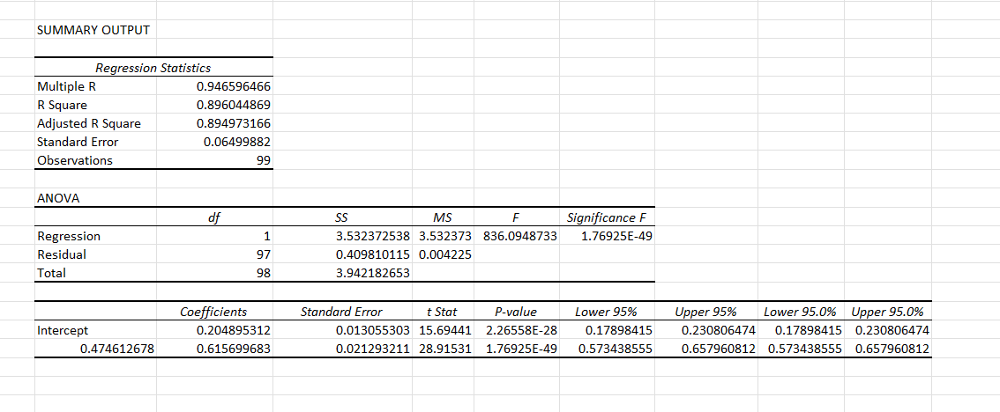 SUMMARY OUTPUT
Regression Statistics
Multiple R 0.946596466
R Square 0.896044869
Adjusted R Square 0.894973166
Standard Error 0.06499882
Observations 99
ANOVA
df SS MS F Significance F
Regression 1 3.532372538 3.532373 836.0948733 1.76925E-49
Residual 97 0.409810115 0.004225
Total 98 3.942182653
Coefficients Standard Error t Stat P-value Lower 95% Upper 95% Lower 95.0% Upper 95.0%
Intercept 0.204895312 0.013055303 15.69441 2.26558E-28 0.17898415 0.230806474 0.17898415 0.230806474
0.474612678 0.615699683 0.021293211 28.91531 1.76925E-49 0.573438555 0.657960812 0.573438555 0.657960812